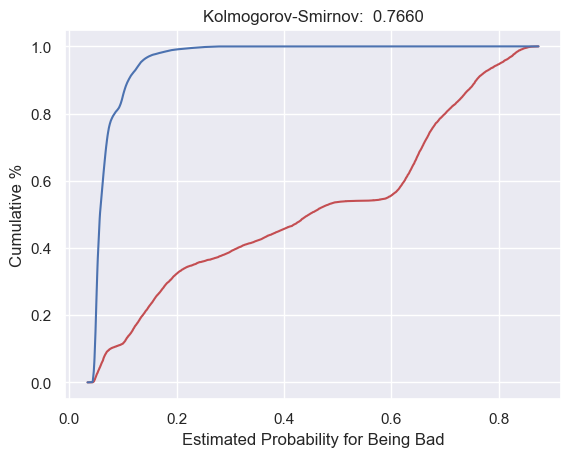 Kolmogorov-Smirnov:  0.7660
1.0
0.8
0.6
0.4
0.2
0.0
Cumulative %
0.0 0.2 0.4 0.6 0.8
Estimated Probability for Being Bad